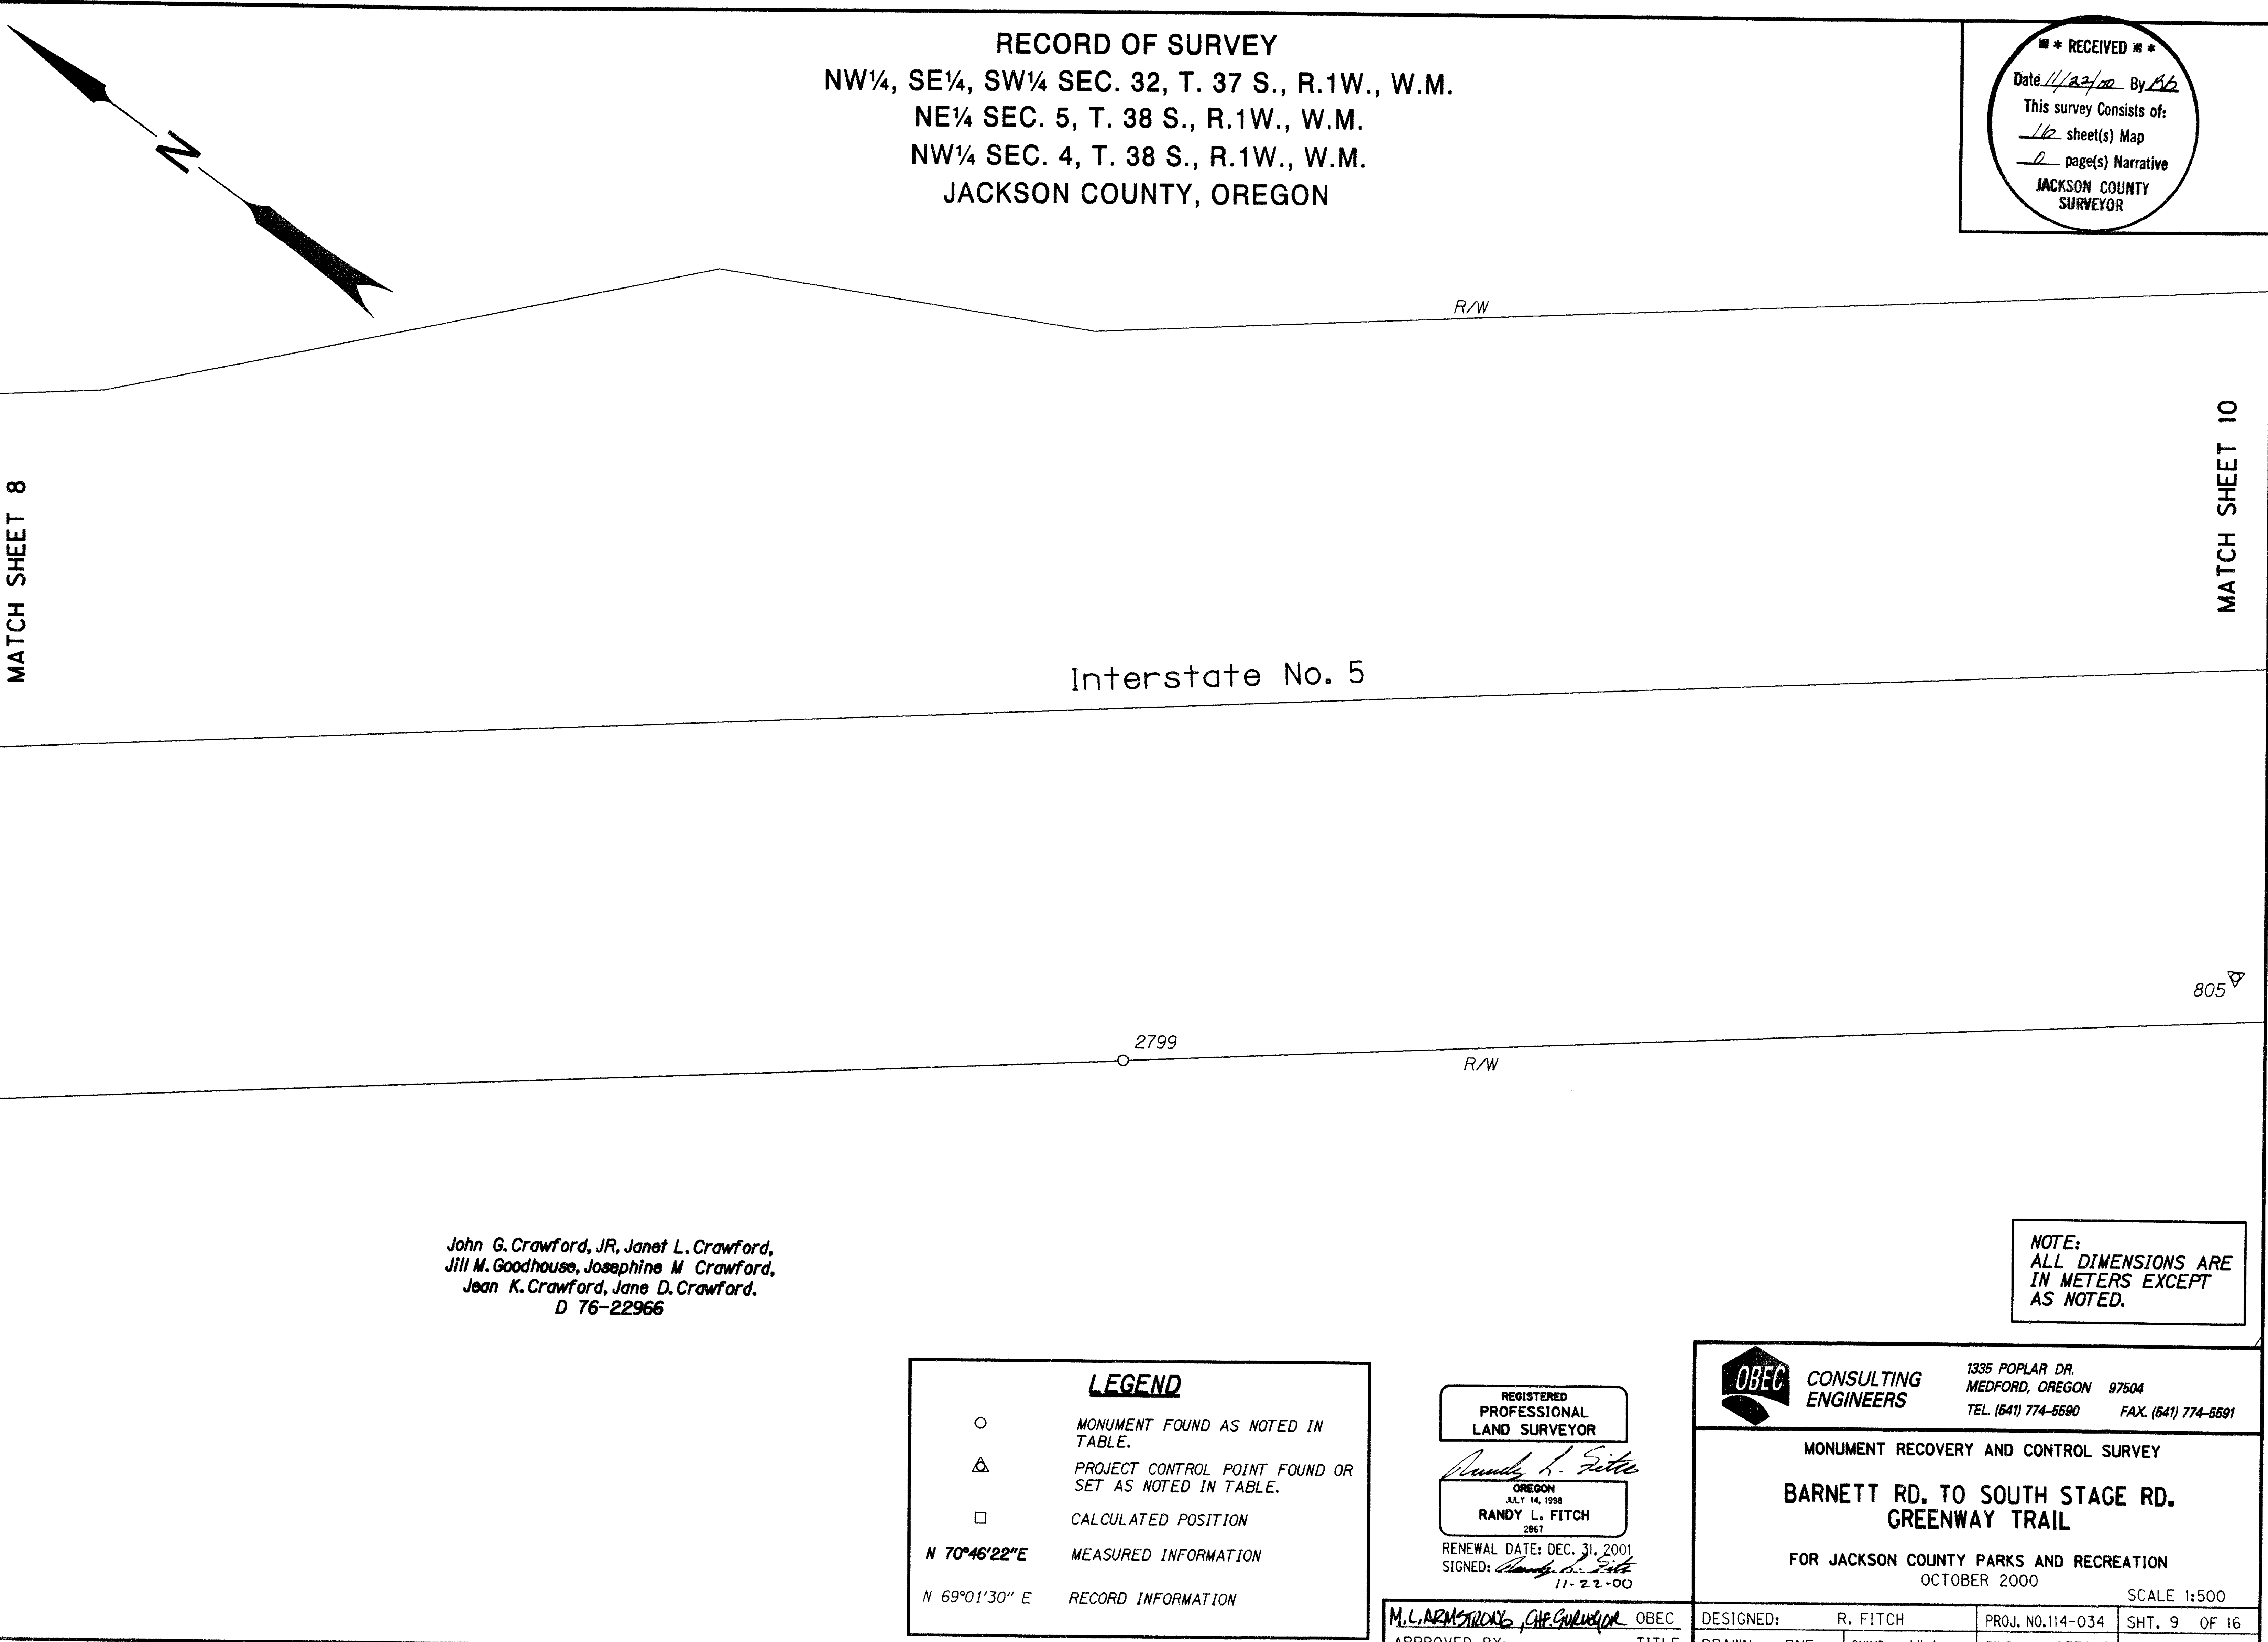 RECORD OF SURVEY
NW¼, SE¼, SW¼ SEC. 32, T. 37 S., R.1W., W.M.
NE¼ SEC. 5, T. 38 S., R.1W., W.M.
NW¼ SEC. 4, T. 38 S., R.1W., W.M.
JACKSON COUNTY, OREGON
* RECEIVED *
Date 11/22/00 By
This survey Consists of:
16 sheet(s) Map
0 page(s) Narrative
JACKSON COUNTY
SURVEYOR
N
R/W
MATCH SHEET 8
MATCH SHEET 10
Interstate No. 5
805
2799
R/W
John G. Crawford, JR, Janet L. Crawford,
Jill M. Goodhouse, Josephine M Crawford,
Jean K. Crawford, Jane D. Crawford.
D 76-22966
NOTE:
ALL DIMENSIONS ARE
IN METERS EXCEPT
AS NOTED.
LEGEND
MONUMENT FOUND AS NOTED IN
TABLE.
PROJECT CONTROL POINT FOUND OR
SET AS NOTED IN TABLE.
CALCULATED POSITION
N 70°46'22"E MEASURED INFORMATION
N 69°01'30" E RECORD INFORMATION
REGISTERED
PROFESSIONAL
LAND SURVEYOR
Randy L. Fitch
OREGON
JULY 14, 1998
RANDY L. FITCH
2867
RENEWAL DATE: DEC. 31, 2001
SIGNED: Randy L. Fitch
11-22-00
M.L. ARMSTRONG, OBEC
TITLE
OBEC CONSULTING
ENGINEERS
1335 POPLAR DR.
MEDFORD, OREGON 97504
TEL. (541) 774-5590 FAX. (541) 774-5591
MONUMENT RECOVERY AND CONTROL SURVEY
BARNETT RD. TO SOUTH STAGE RD.
GREENWAY TRAIL
FOR JACKSON COUNTY PARKS AND RECREATION
OCTOBER 2000
SCALE 1:500
DESIGNED: R. FITCH PROJ. NO.114-034 SHT. 9 OF 16